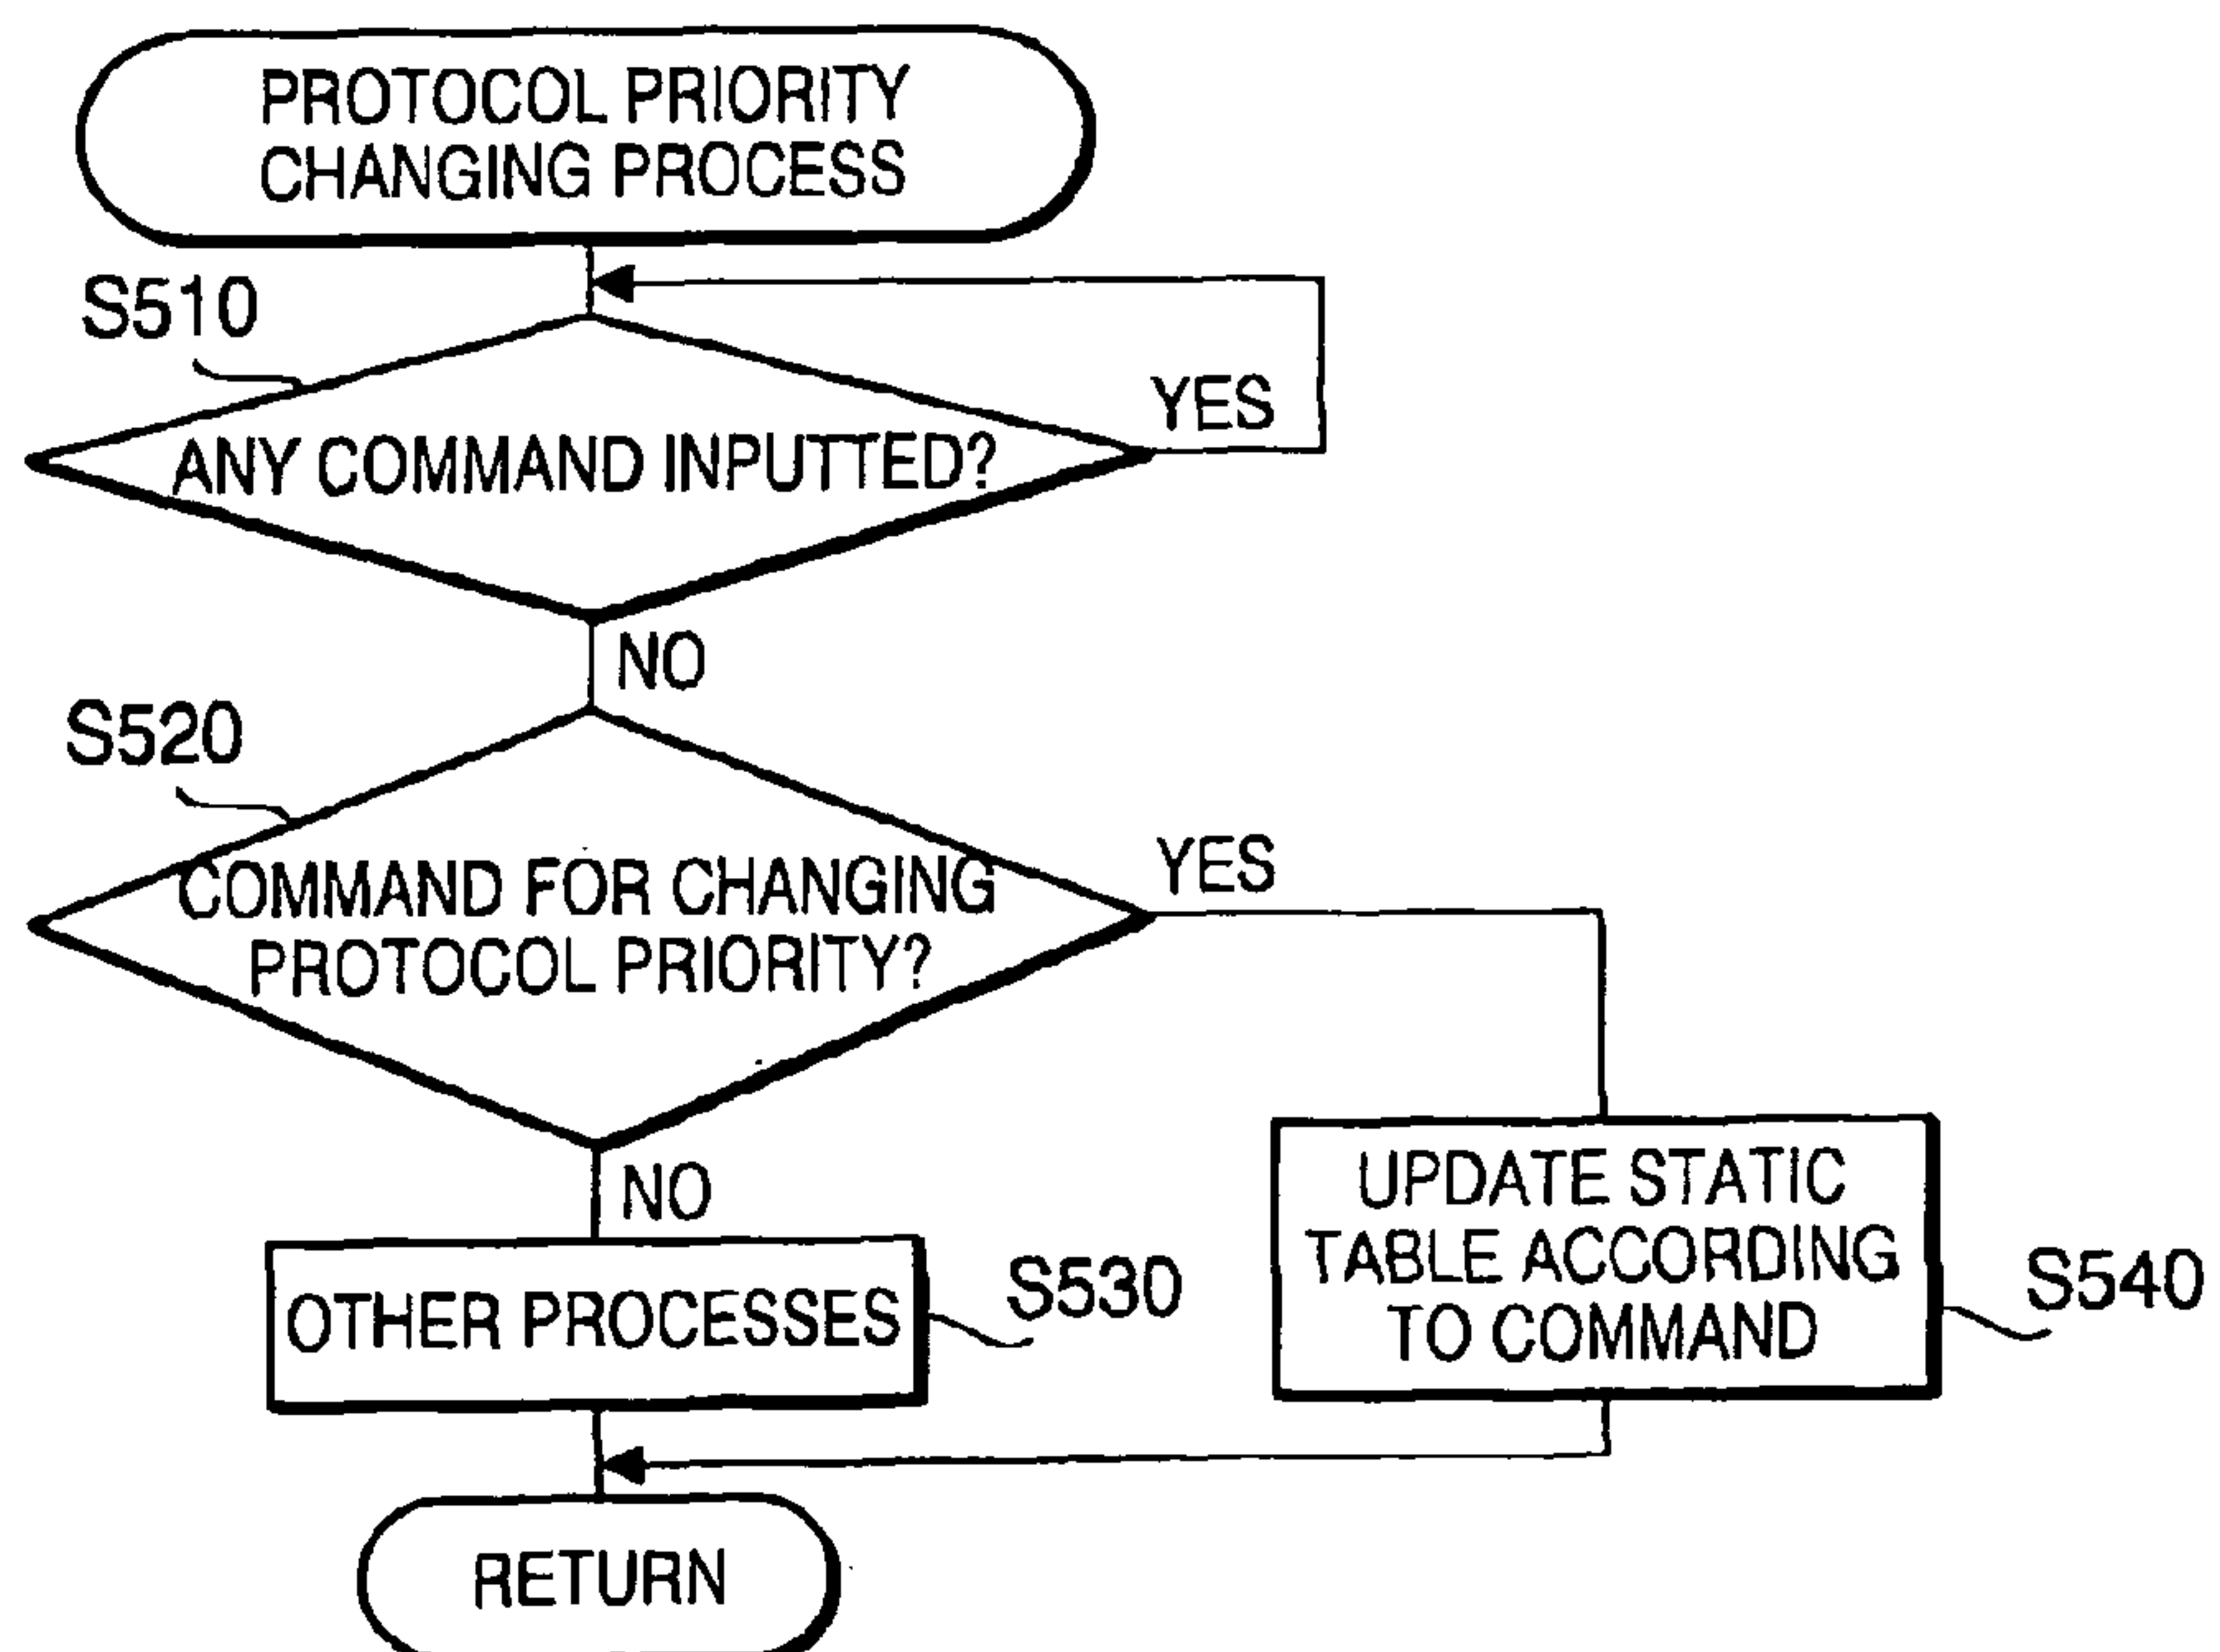 PROTOCOL PRIORITY
CHANGING PROCESS
S510
YES
ANY COMMAND INPUTTED?
NO
S520
YES
COMMAND FOR CHANGING
PROTOCOL PRIORITY?
NO
UPDATE STATIC
TABLE ACCORDING
TO COMMAND
S540
OTHER PROCESSES
S530
RETURN